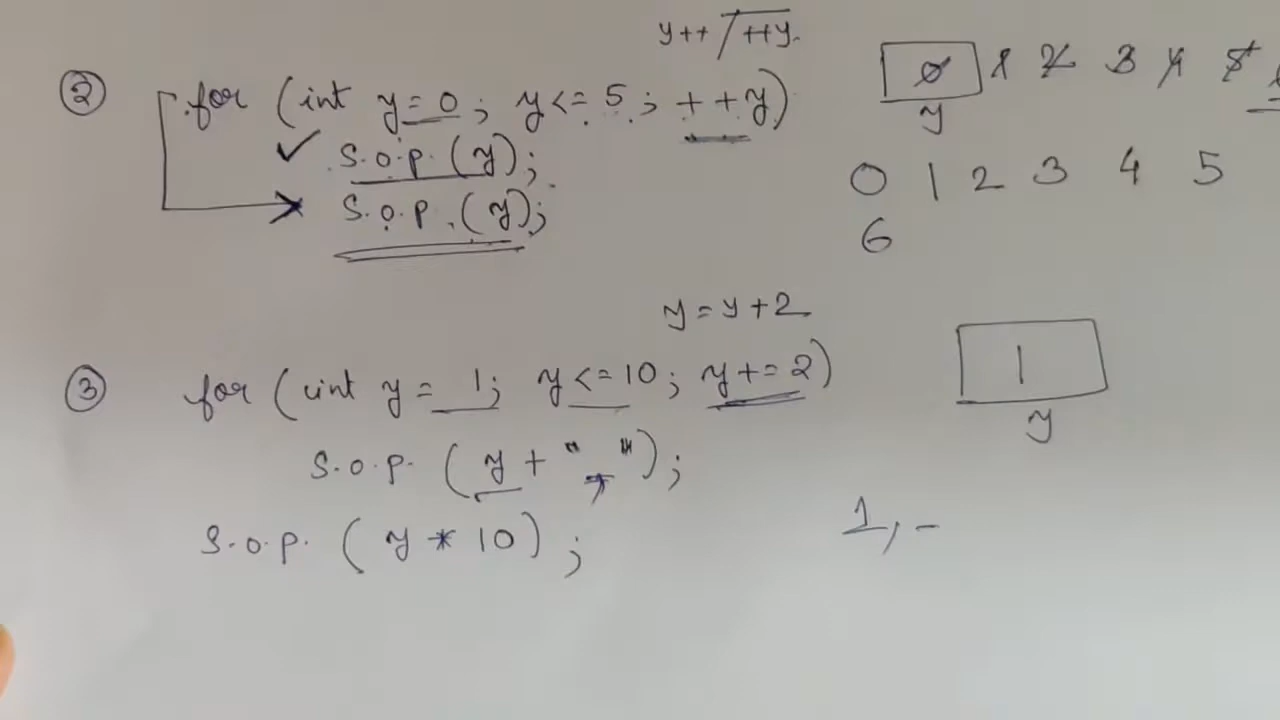 y++ / ++y.
② for (int y=0; y<=5; ++y)
S.o.p. (y);
S.o.p. (y);
0 1 2 3 4 5
y
0 1 2 3 4 5
6
y=y+2
③ for (int y= 1; y<=10; y+=2)
S.o.p. (y+" ");
S.o.p. (y * 10);
1
y
1, -